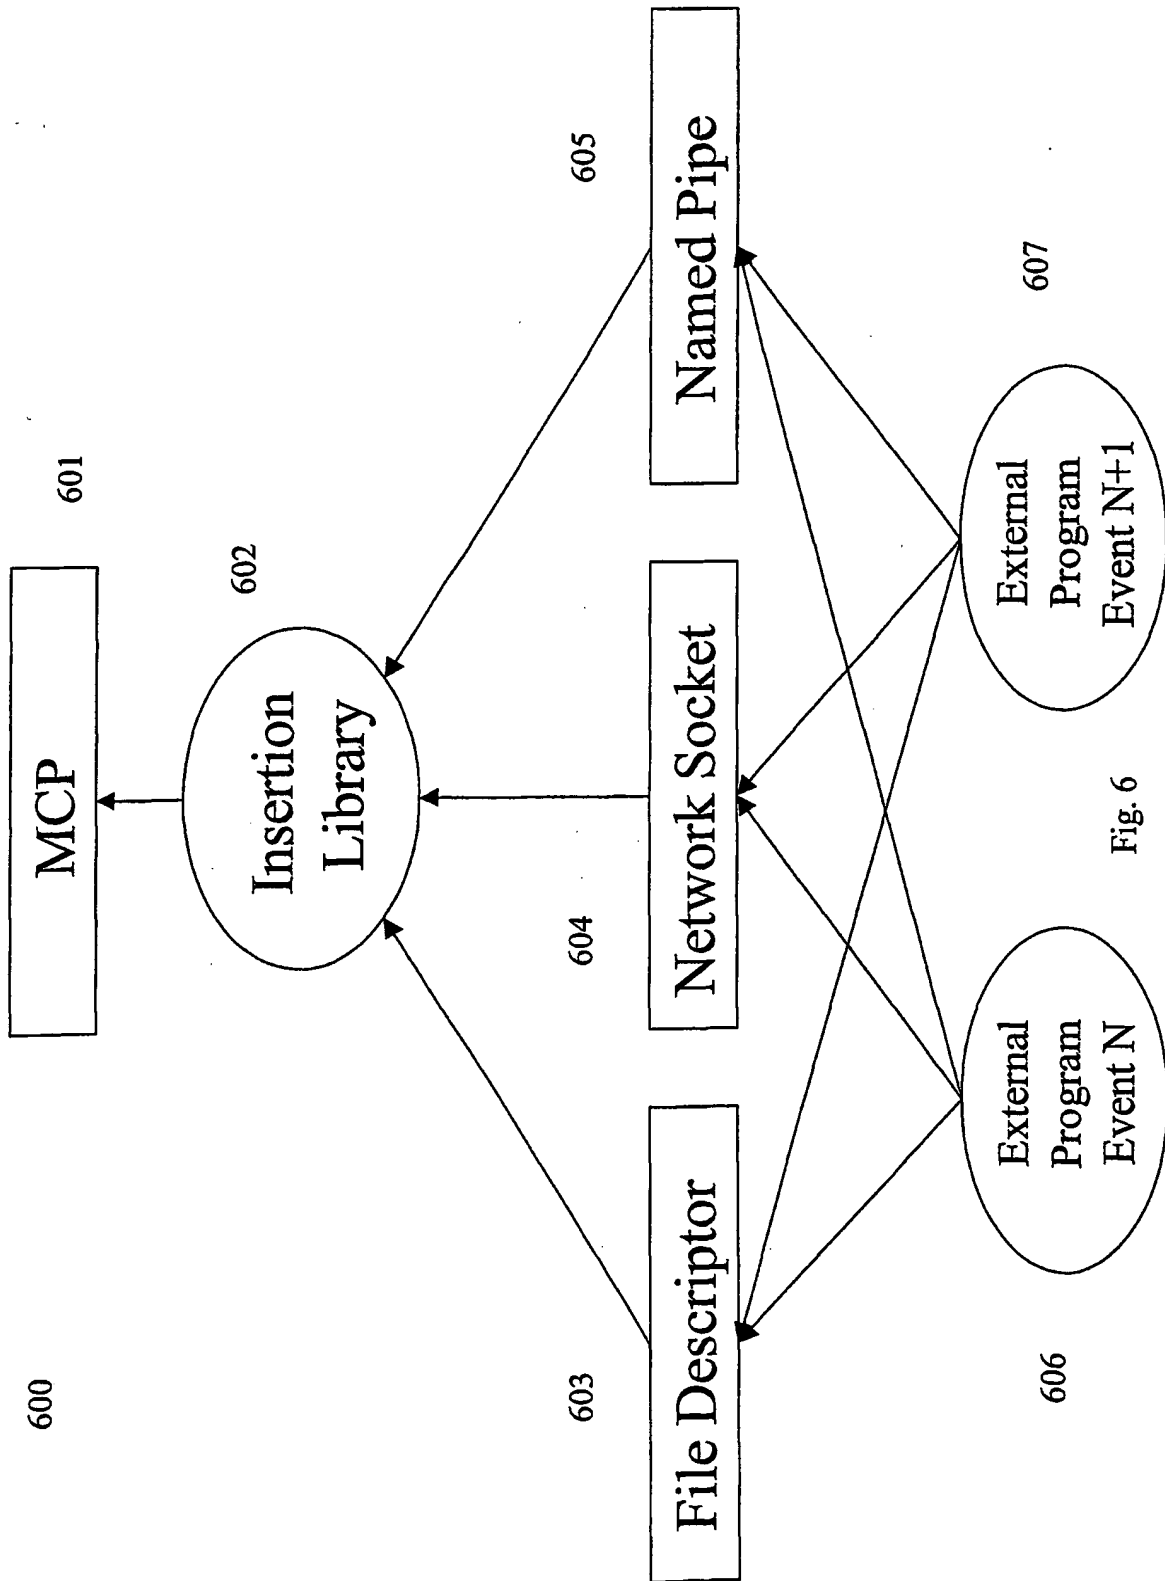 600
MCP
601
Insertion
Library
602
603
File Descriptor
604
Network Socket
605
Named Pipe
606
External
Program
Event N
External
Program
Event N+1
607
Fig. 6